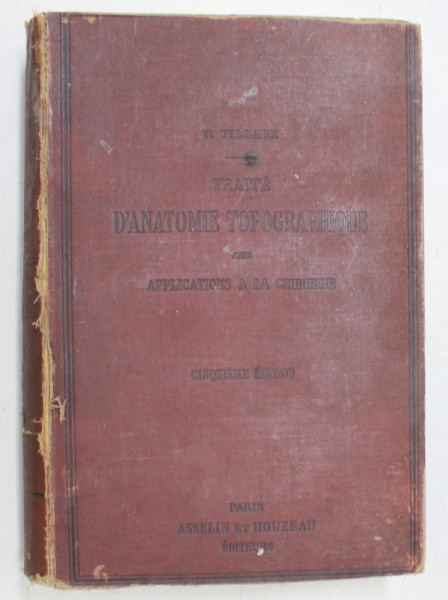 P. TILLAUX
TRAITÉ
D'ANATOMIE TOPOGRAPHIQUE
AVEC
APPLICATIONS A LA CHIRURGIE
CINQUIÈME ÉDITION
PARIS
ASSELIN ET HOUZEAU
ÉDITEURS